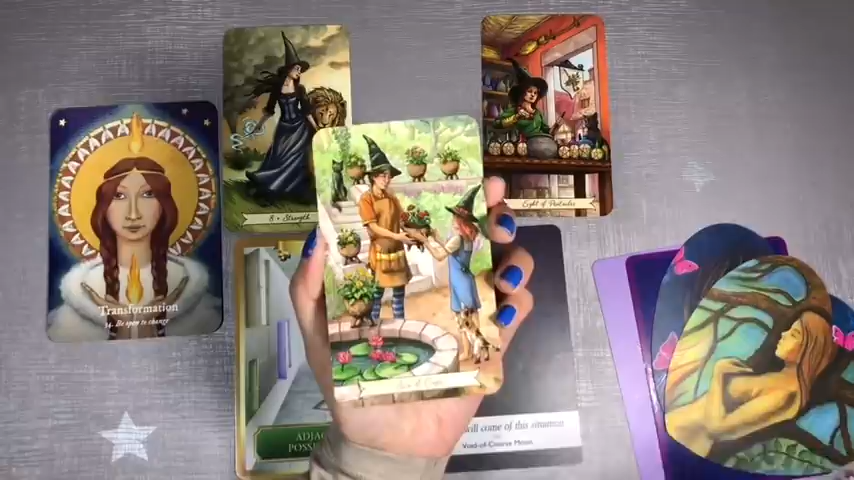 Transformation
14. Be open to change
8 • Strength
Eight of Pentacles
ADJA
POSS
will come of this situation
Void-of-Course Moon